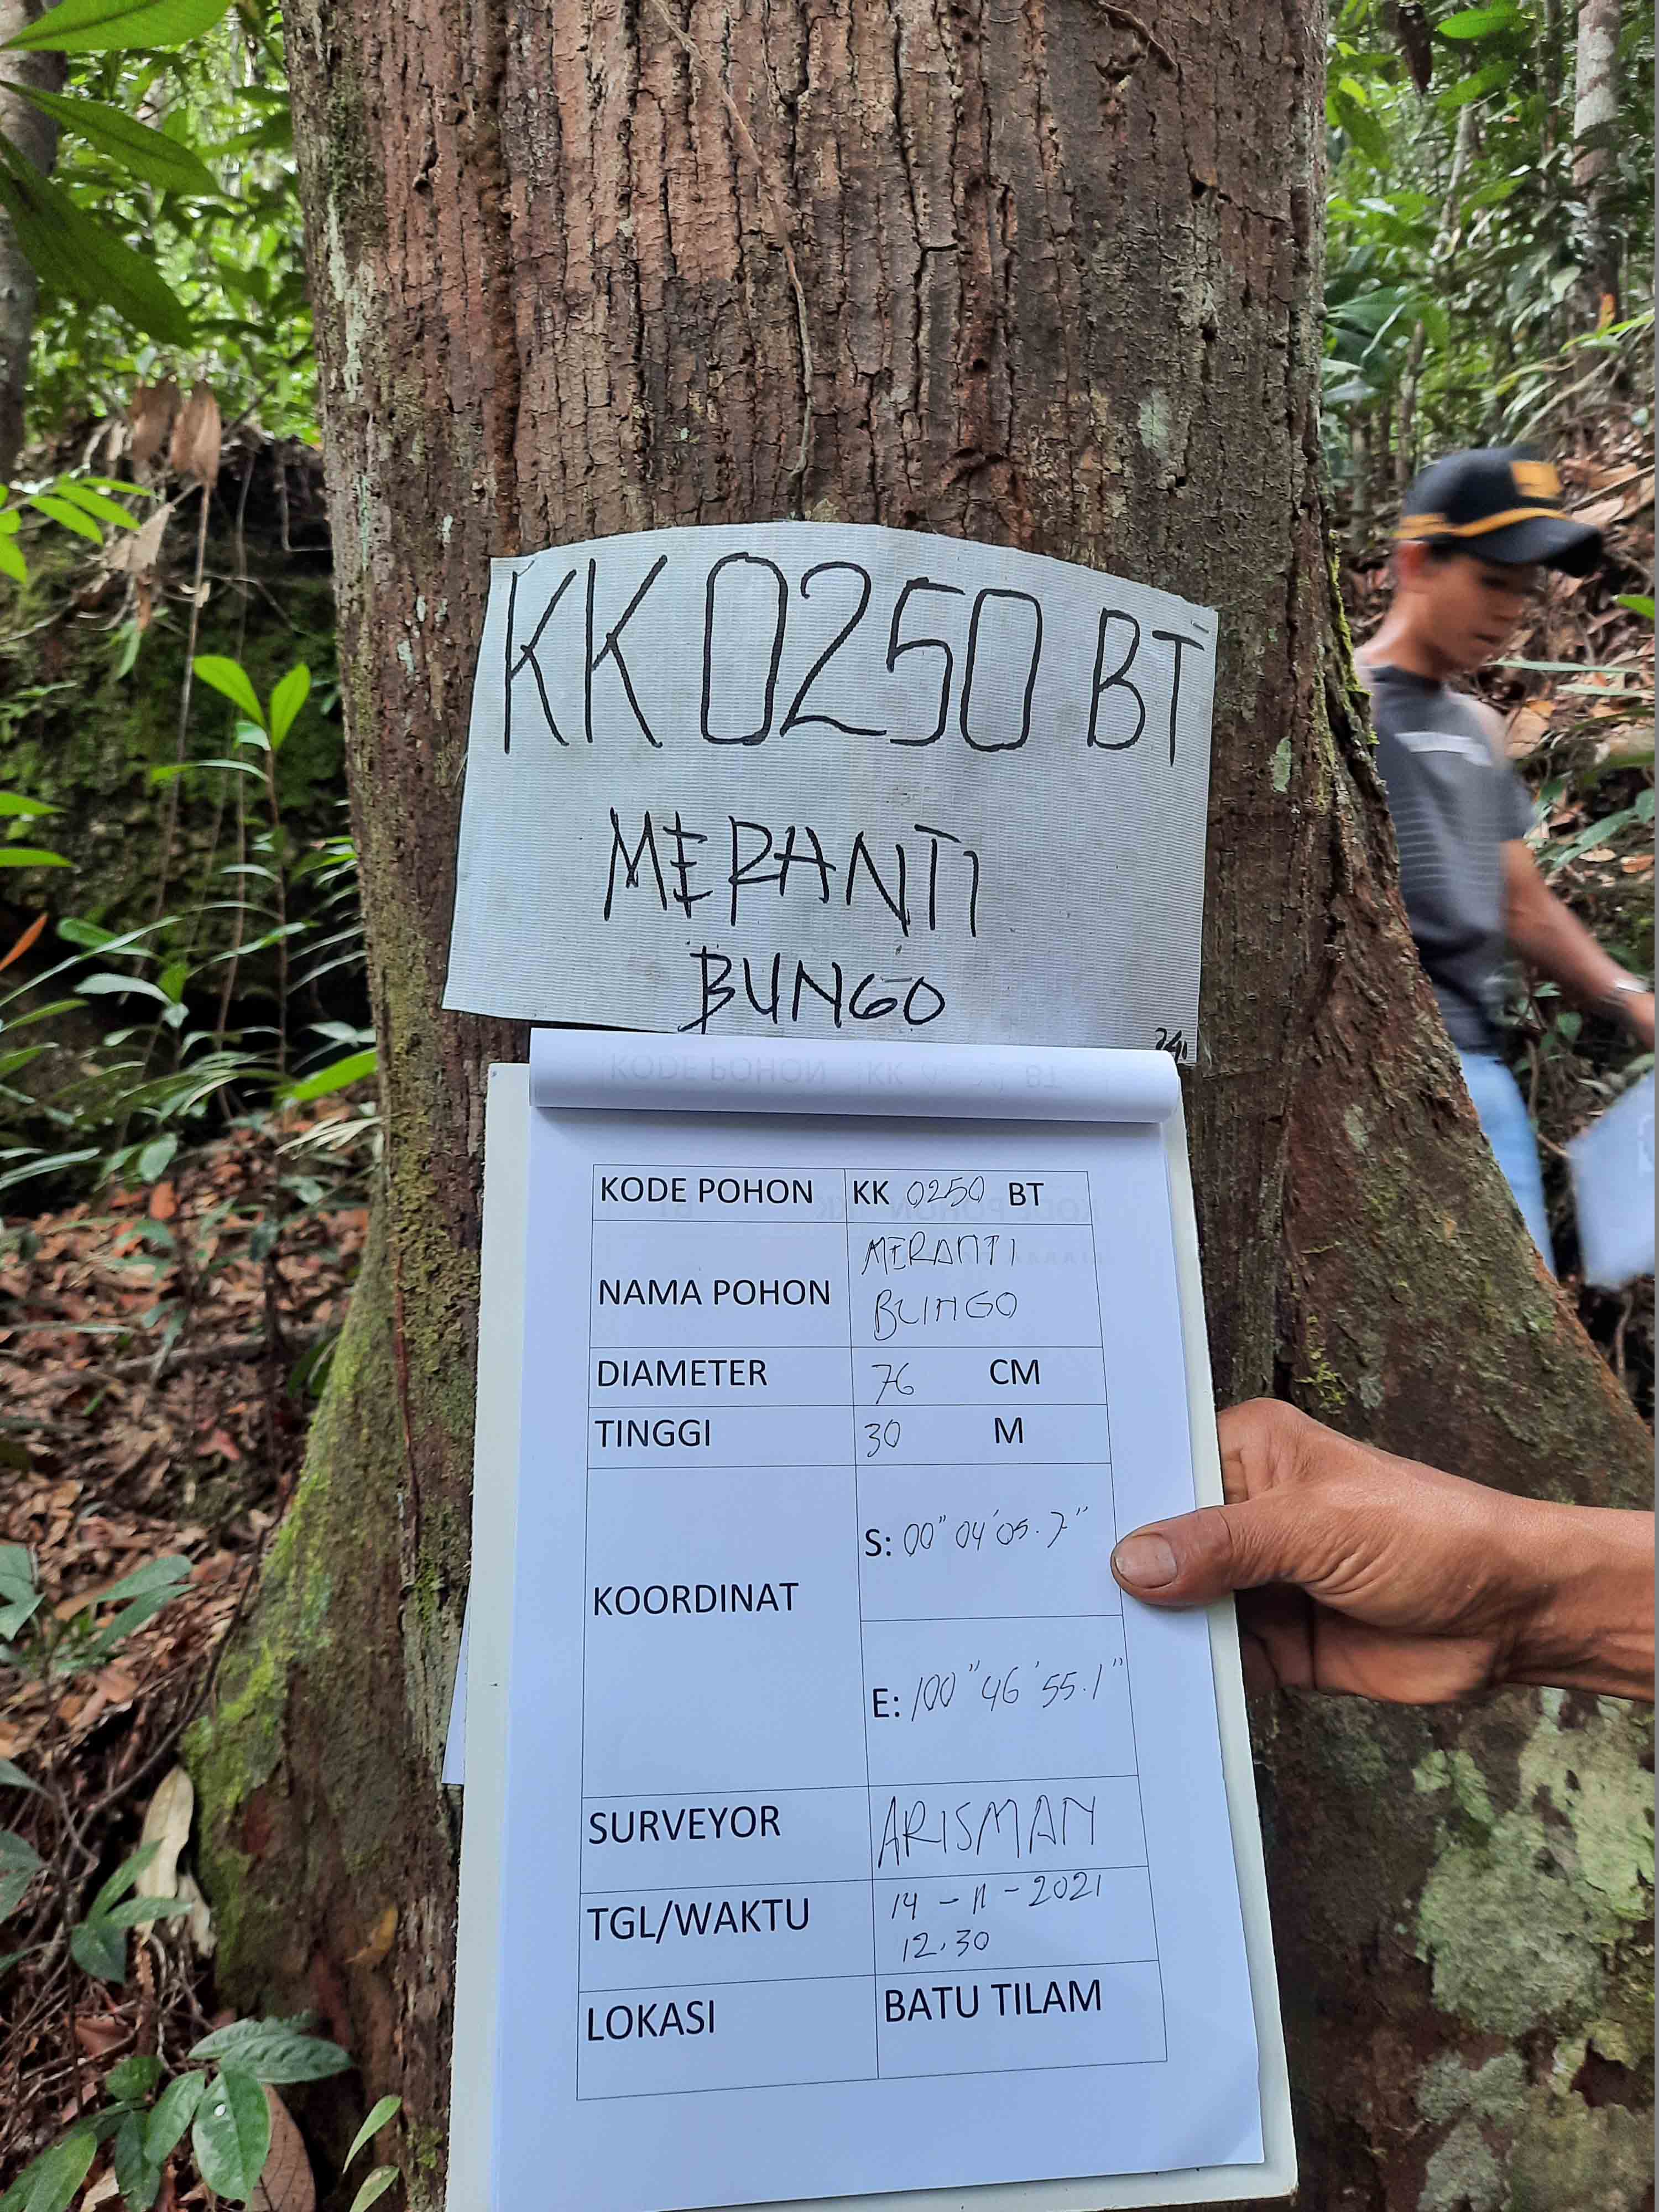 KK 0250 BT
MERANTI
BUNGO
KODE POHON KK 0250 BT
NAMA POHON MERANTI
BUNGO
DIAMETER 76 CM
TINGGI 30 M
KOORDINAT
S: 00" 04' 05.7"
E: 100" 46' 55.1"
SURVEYOR ARISMAN
TGL/WAKTU 14 - 11 - 2021
12.30
LOKASI BATU TILAM